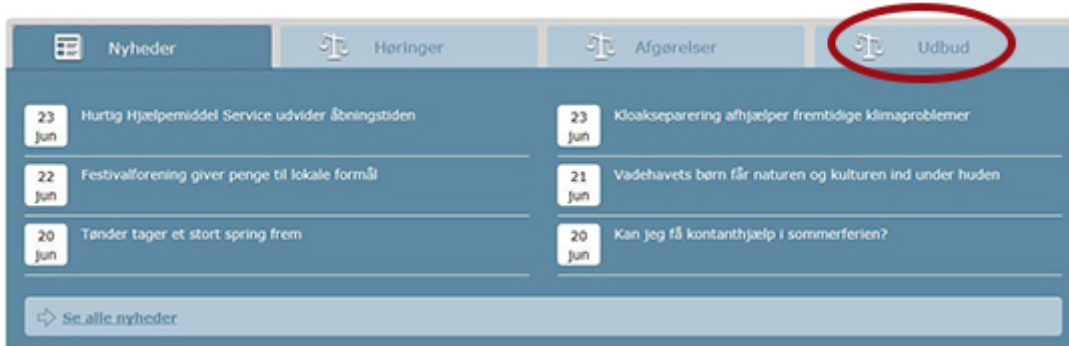 Nyheder
Høringer
Afgørelser
Udbud
23
jun
Hurtig Hjælpemiddel Service udvider åbningstiden
23
jun
Kloakseparering afhjælper fremtidige klimaproblemer
22
jun
Festivalforening giver penge til lokale formål
21
jun
Vadehavets børn får naturen og kulturen ind under huden
20
jun
Tønder tager et stort spring frem
20
jun
Kan jeg få kontanthjælp i sommerferien?
Se alle nyheder